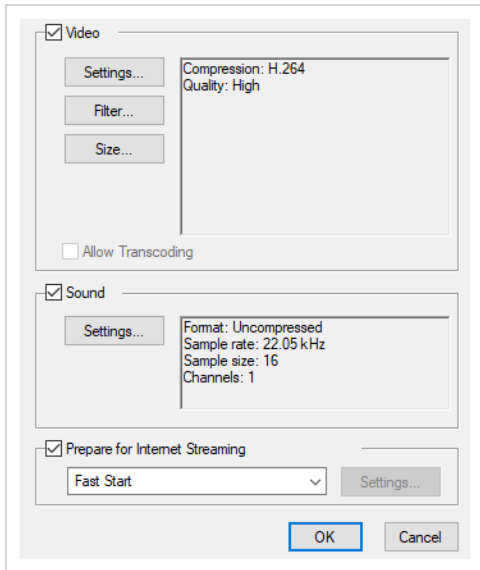 Video
Settings...
Compression: H.264
Quality: High
Filter...
Size...
Allow Transcoding
Sound
Settings...
Format: Uncompressed
Sample rate: 22.05 kHz
Sample size: 16
Channels: 1
Prepare for Internet Streaming
Fast Start
Settings...
OK
Cancel